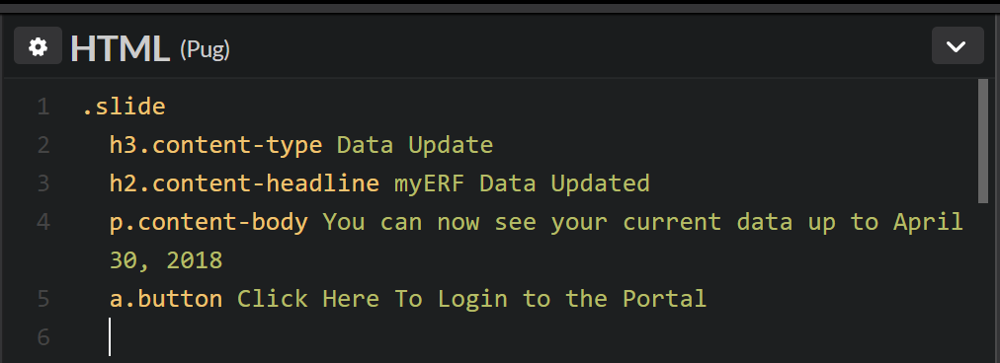 HTML (Pug)
1 .slide
2 h3.content-type Data Update
3 h2.content-headline myERF Data Updated
4 p.content-body You can now see your current data up to April
30, 2018
5 a.button Click Here To Login to the Portal
6